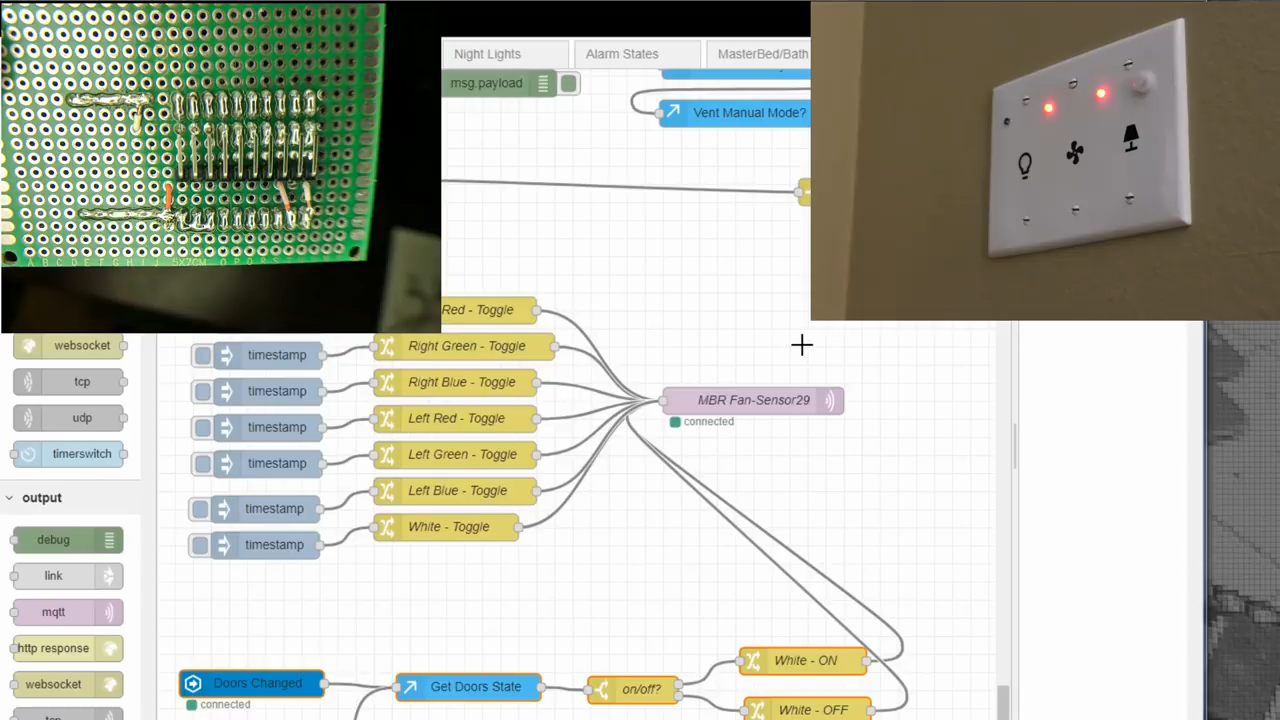 Night Lights
Alarm States
MasterBed/Bath
msg.payload
Vent Manual Mode?
Red - Toggle
websocket
timestamp
Right Green - Toggle
tcp
timestamp
Right Blue - Toggle
udp
timestamp
Left Red - Toggle
MBR Fan-Sensor29
connected
timerswitch
timestamp
Left Green - Toggle
output
timestamp
Left Blue - Toggle
debug
timestamp
White - Toggle
link
mqtt
http response
White - ON
websocket
Doors Changed
Get Doors State
on/off?
connected
White - OFF
5X7CM